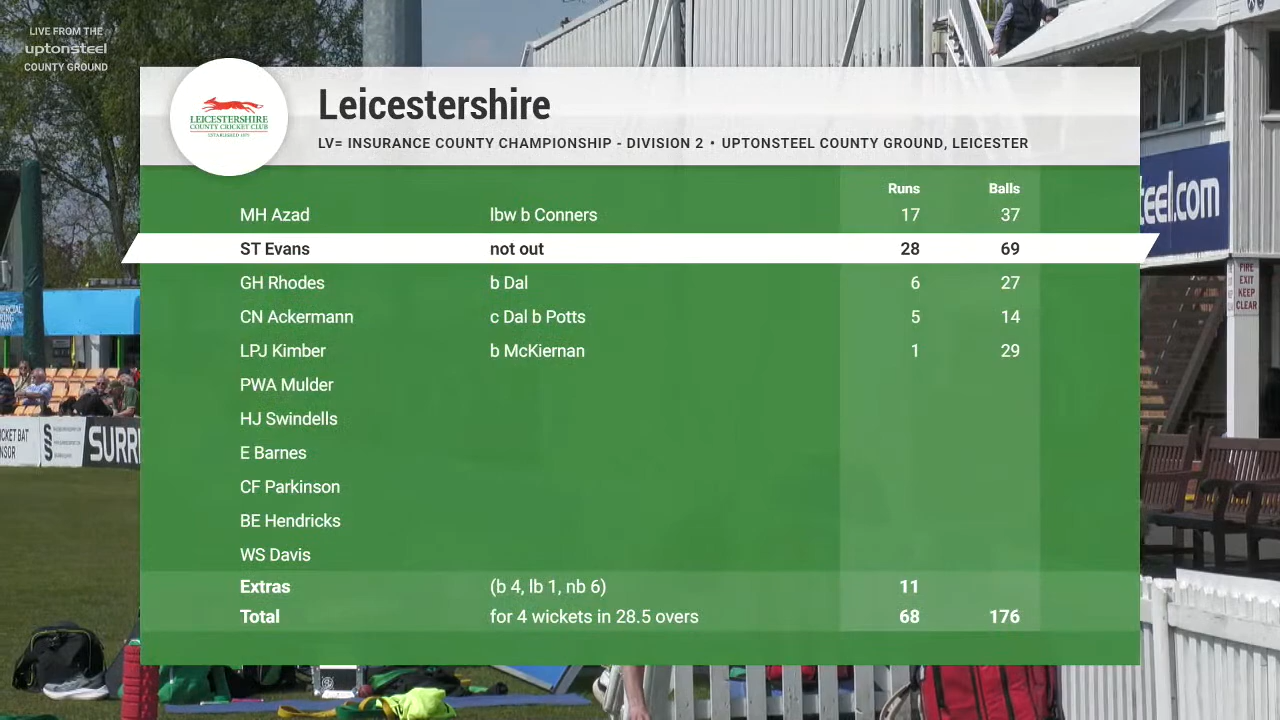 LIVE FROM THE
uptonsteel
COUNTY GROUND
LEICESTERSHIRE
COUNTY CRICKET CLUB
Leicestershire
LV= INSURANCE COUNTY CHAMPIONSHIP - DIVISION 2 • UPTONSTEEL COUNTY GROUND, LEICESTER
Runs Balls
MH Azad lbw b Conners 17 37
ST Evans not out 28 69
GH Rhodes b Dal 6 27
CN Ackermann c Dal b Potts 5 14
LPJ Kimber b McKiernan 1 29
PWA Mulder
HJ Swindells
E Barnes
CF Parkinson
BE Hendricks
WS Davis
Extras (b 4, lb 1, nb 6) 11
Total for 4 wickets in 28.5 overs 68 176
eel.com
FIRE
EXIT
KEEP
CLEAR
CKET BAT
NSOR
SURR